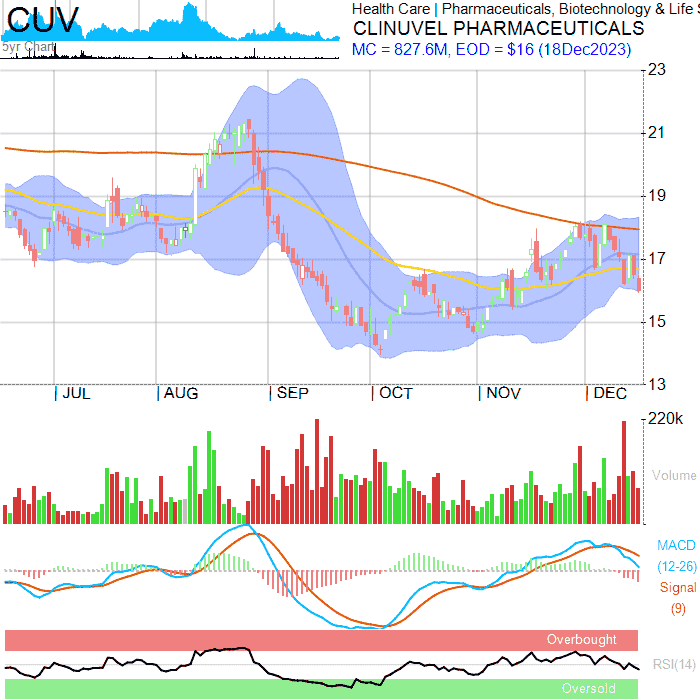 CUV
5yr Chart
Health Care | Pharmaceuticals, Biotechnology & Life
CLINUVEL PHARMACEUTICALS
MC = 827.6M, EOD = $16 (18Dec2023)
23
21
19
17
15
13
| JUL | AUG | SEP | OCT | NOV | DEC
220k
Volume
MACD
(12-26)
Signal
(9)
Overbought
RSI(14)
Oversold